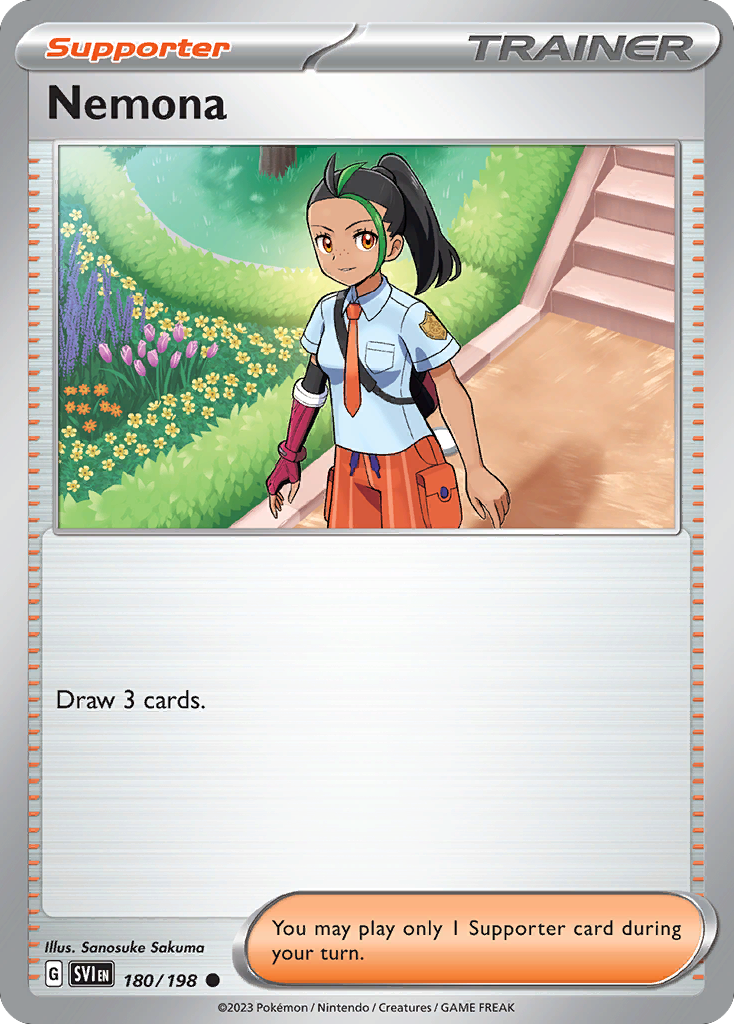 Supporter
TRAINER
Nemona
Draw 3 cards.
You may play only 1 Supporter card during
your turn.
Illus. Sanosuke Sakuma
G SVI EN 180/198
©2023 Pokémon / Nintendo / Creatures / GAME FREAK